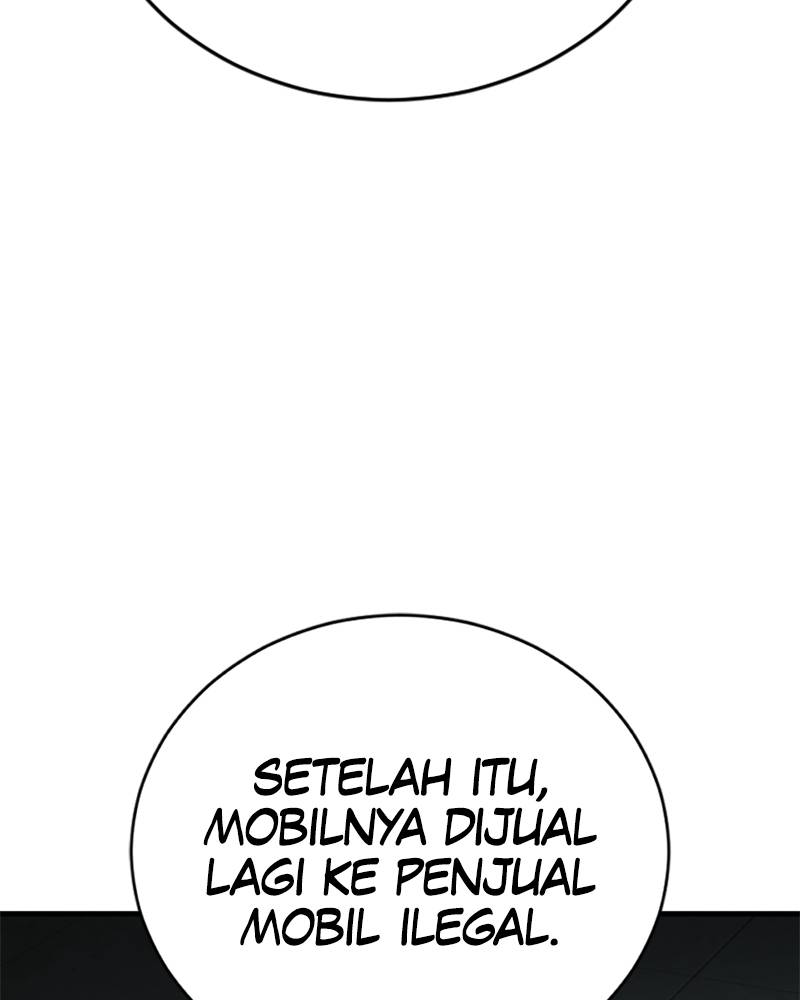 SETELAH ITU,
MOBILNYA DIJUAL
LAGI KE PENJUAL
MOBIL ILEGAL.